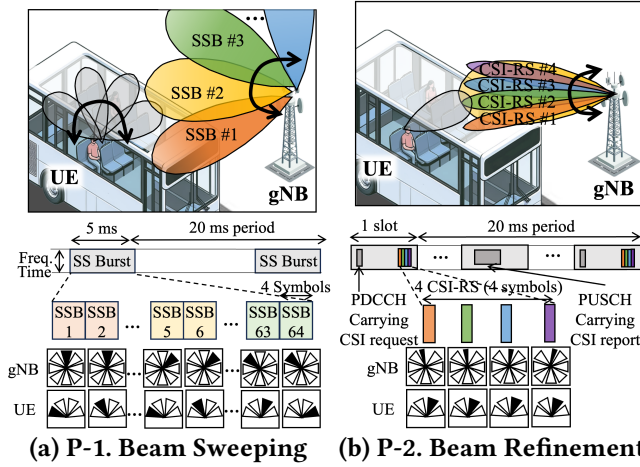 ...
SSB #3
SSB #2
SSB #1
UE
gNB
5 ms
20 ms period
Freq.
Time
SS Burst
SS Burst
4 Symbols
SSB
1
SSB
2
...
SSB
5
SSB
6
...
SSB
63
SSB
64
gNB
...
...
UE
...
...
(a) P-1. Beam Sweeping
CSI-RS #4
CSI-RS #3
CSI-RS #2
CSI-RS #1
UE
gNB
1 slot
20 ms period
...
...
4 CSI-RS (4 symbols)
PDCCH
Carrying
CSI request
PUSCH
Carrying
CSI report
gNB
UE
(b) P-2. Beam Refinement